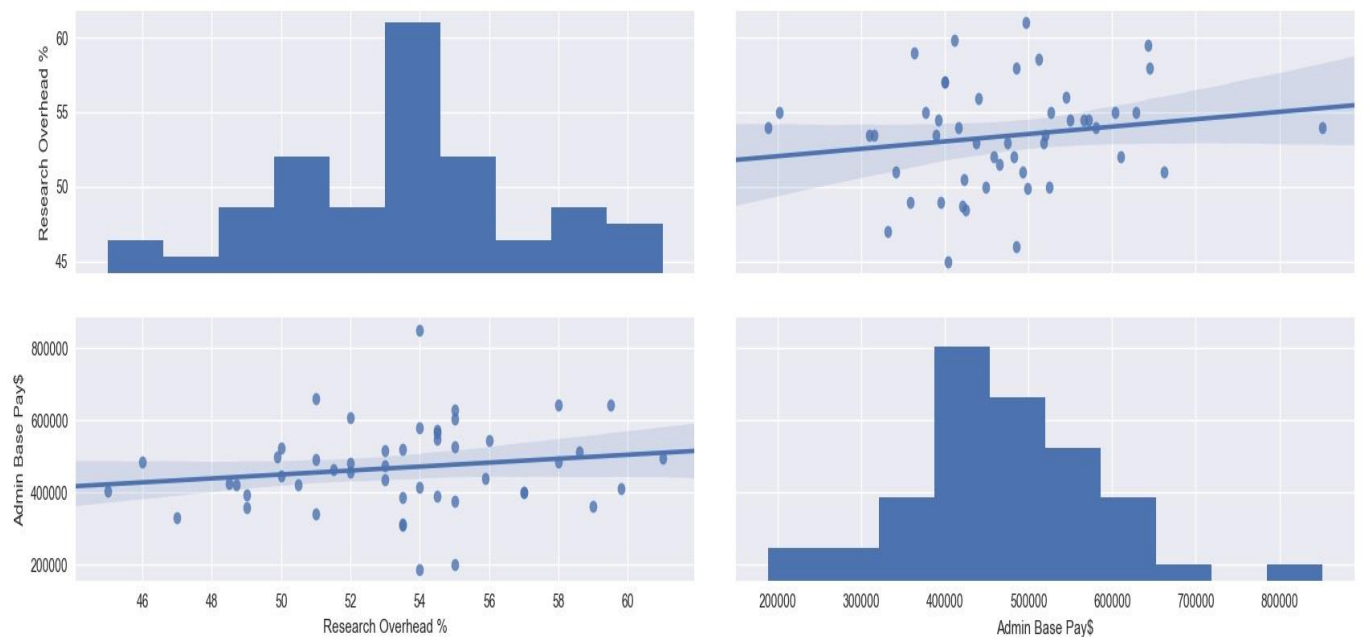 Research Overhead %
60
55
50
45
Admin Base Pay$
800000
600000
400000
200000
46 48 50 52 54 56 58 60
200000 300000 400000 500000 600000 700000 800000
Research Overhead %
Admin Base Pay$